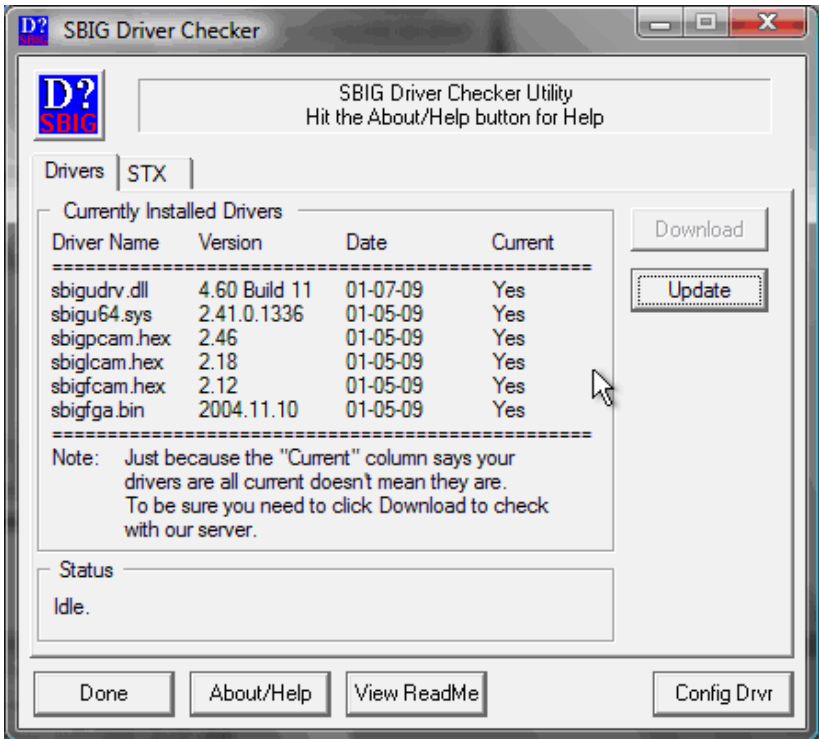 D? SBIG SBIG Driver Checker
D? SBIG
SBIG Driver Checker Utility
Hit the About/Help button for Help
Drivers STX
Currently Installed Drivers
Driver Name Version Date Current
==================================================
sbigudrv.dll 4.60 Build 11 01-07-09 Yes
sbigu64.sys 2.41.0.1336 01-05-09 Yes
sbigpcam.hex 2.46 01-05-09 Yes
sbiglcam.hex 2.18 01-05-09 Yes
sbigfcam.hex 2.12 01-05-09 Yes
sbigfga.bin 2004.11.10 01-05-09 Yes
==================================================
Note: Just because the "Current" column says your
drivers are all current doesn't mean they are.
To be sure you need to click Download to check
with our server.
Download
Update
Status
Idle.
Done About/Help View ReadMe Config Drvr